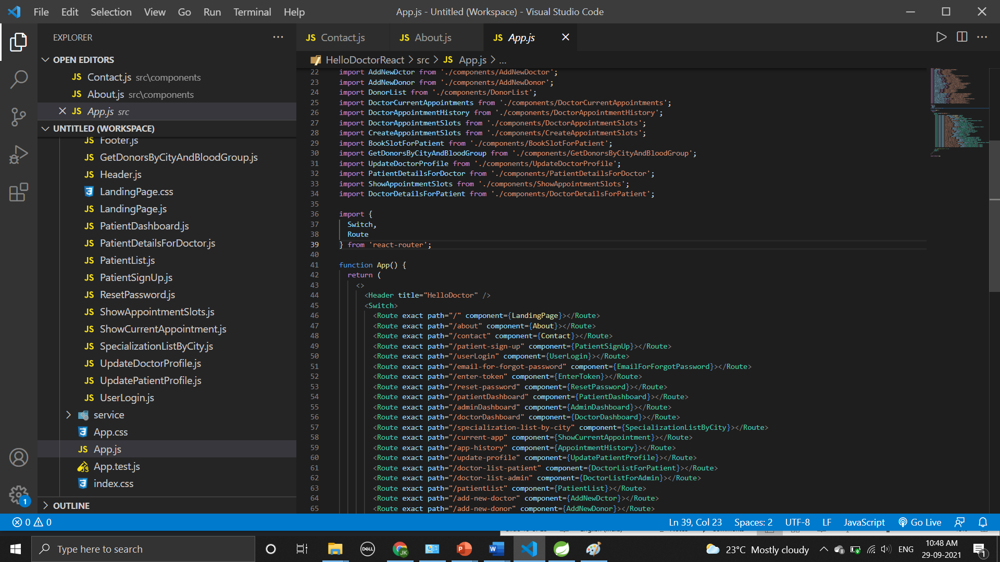 File Edit Selection View Go Run Terminal Help
App.js - Untitled (Workspace) - Visual Studio Code
EXPLORER
OPEN EDITORS
JS Contact.js src\components
JS About.js src\components
JS App.js src
UNTITLED (WORKSPACE)
JS Footer.js
JS GetDonorsByCityAndBloodGroup.js
JS Header.js
LandingPage.css
JS LandingPage.js
JS PatientDashboard.js
JS PatientDetailsForDoctor.js
JS PatientList.js
JS PatientSignUp.js
JS ResetPassword.js
JS ShowAppointmentSlots.js
JS ShowCurrentAppointment.js
JS SpecializationListByCity.js
JS UpdateDoctorProfile.js
JS UpdatePatientProfile.js
JS UserLogin.js
service
App.css
JS App.js
App.test.js
index.css
OUTLINE
1
JS Contact.js JS About.js JS App.js
HelloDoctorReact > src > JS App.js > ...
22 import AddNewDctor from './components/AddNewDoctor';
23 import AddNewDonor from './components/AddNewDonor';
24 import DonorList from './components/DonorList';
25 import DoctorCurrentAppointments from './components/DoctorCurrentAppointments';
26 import DoctorAppointmentHistory from './components/DoctorAppointmentHistory';
27 import DoctorAppointmentSlots from './components/DoctorAppointmentSlots';
28 import CreateAppointmentSlots from './components/CreateAppointmentSlots';
29 import BookSlotForPatient from './components/BookSlotForPatient';
30 import GetDonorsByCityAndBloodGroup from './components/GetDonorsByCityAndBloodGroup';
31 import UpdateDoctorProfile from './components/UpdateDoctorProfile';
32 import PatientDetailsForDoctor from './components/PatientDetailsForDoctor';
33 import ShowAppointmentSlots from './components/ShowAppointmentSlots';
34 import DoctorDetailsForPatient from './components/DoctorDetailsForPatient';
35
36 import {
37 Switch,
38 Route
39 } from 'react-router';
40
41 function App() {
42 return (
43 <>
44 <Header title="HelloDoctor" />
45 <Switch>
46 <Route exact path="/" component={LandingPage}></Route>
47 <Route exact path="/about" component={About}></Route>
48 <Route exact path="/contact" component={Contact}></Route>
49 <Route exact path="/patient-sign-up" component={PatientSignUp}></Route>
50 <Route exact path="/userLogin" component={UserLogin}></Route>
51 <Route exact path="/email-for-forgot-password" component={EmailForForgotPassword}></Route>
52 <Route exact path="/enter-token" component={EnterToken}></Route>
53 <Route exact path="/reset-password" component={ResetPassword}></Route>
54 <Route exact path="/patientDashboard" component={PatientDashboard}></Route>
55 <Route exact path="/adminDashboard" component={AdminDashboard}></Route>
56 <Route exact path="/doctorDashboard" component={DoctorDashboard}></Route>
57 <Route exact path="/specialization-list-by-city" component={SpecializationListByCity}></Route>
58 <Route exact path="/current-app" component={ShowCurrentAppointment}></Route>
59 <Route exact path="/app-history" component={AppointmentHistory}></Route>
60 <Route exact path="/update-profile" component={UpdatePatientProfile}></Route>
61 <Route exact path="/doctor-list-patient" component={DoctorListForPatient}></Route>
62 <Route exact path="/doctor-list-admin" component={DoctorListForAdmin}></Route>
63 <Route exact path="/patientList" component={PatientList}></Route>
64 <Route exact path="/add-new-doctor" component={AddNewDctor}></Route>
65 <Route exact path="/add-new-donor" component={AddNewDonor}></Route>
0 0 Ln 39, Col 23 Spaces: 2 UTF-8 LF JavaScript Go Live
Type here to search
DELL
JK
P
W
23°C Mostly cloudy
ENG
10:48 AM
29-09-2021
1